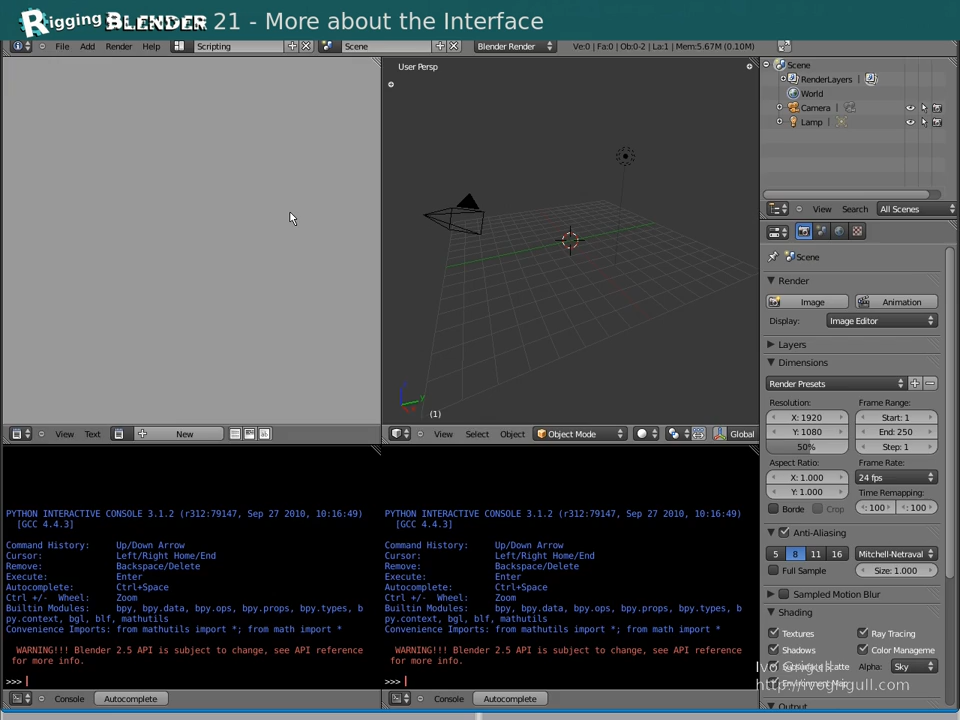 Rigging BLENDER 21 - More about the Interface
File Add Render Help Scripting Scene Blender Render Ve:0 | Fa:0 | Ob:0-2 | La:1 | Mem:5.67M (0.10M)
User Persp
(1)
View Text New
View Select Object Object Mode Global
PYTHON INTERACTIVE CONSOLE 3.1.2 (r312:79147, Sep 27 2010, 10:16:49)
[GCC 4.4.3]
Command History: Up/Down Arrow
Cursor: Left/Right Home/End
Remove: Backspace/Delete
Execute: Enter
Autocomplete: Ctrl+Space
Ctrl +/- Wheel: Zoom
Builtin Modules: bpy, bpy.data, bpy.ops, bpy.props, bpy.types, b
py.context, bgl, blf, mathutils
Convenience Imports: from mathutils import *; from math import *
WARNING!!! Blender 2.5 API is subject to change, see API reference
for more info.
>>>
Console Autocomplete
PYTHON INTERACTIVE CONSOLE 3.1.2 (r312:79147, Sep 27 2010, 10:16:49)
[GCC 4.4.3]
Command History: Up/Down Arrow
Cursor: Left/Right Home/End
Remove: Backspace/Delete
Execute: Enter
Autocomplete: Ctrl+Space
Ctrl +/- Wheel: Zoom
Builtin Modules: bpy, bpy.data, bpy.ops, bpy.props, bpy.types, b
py.context, bgl, blf, mathutils
Convenience Imports: from mathutils import *; from math import *
WARNING!!! Blender 2.5 API is subject to change, see API reference
for more info.
>>>
Console Autocomplete
Scene
RenderLayers
World
Camera
Lamp
View Search All Scenes
Scene
Render
Image Animation
Display: Image Editor
Layers
Dimensions
Render Presets
Resolution: Frame Range:
X: 1920 Start: 1
Y: 1080 End: 250
50% Step: 1
Aspect Ratio: Frame Rate:
X: 1.000 24 fps
Y: 1.000 Time Remapping:
Borde Crop : 100 : 100
Anti-Aliasing
5 8 11 16 Mitchell-Netraval
Full Sample Size: 1.000
Sampled Motion Blur
Shading
Textures Ray Tracing
Shadows Color Manageme
Alpha: Sky
http://ivogrigull.com
Output